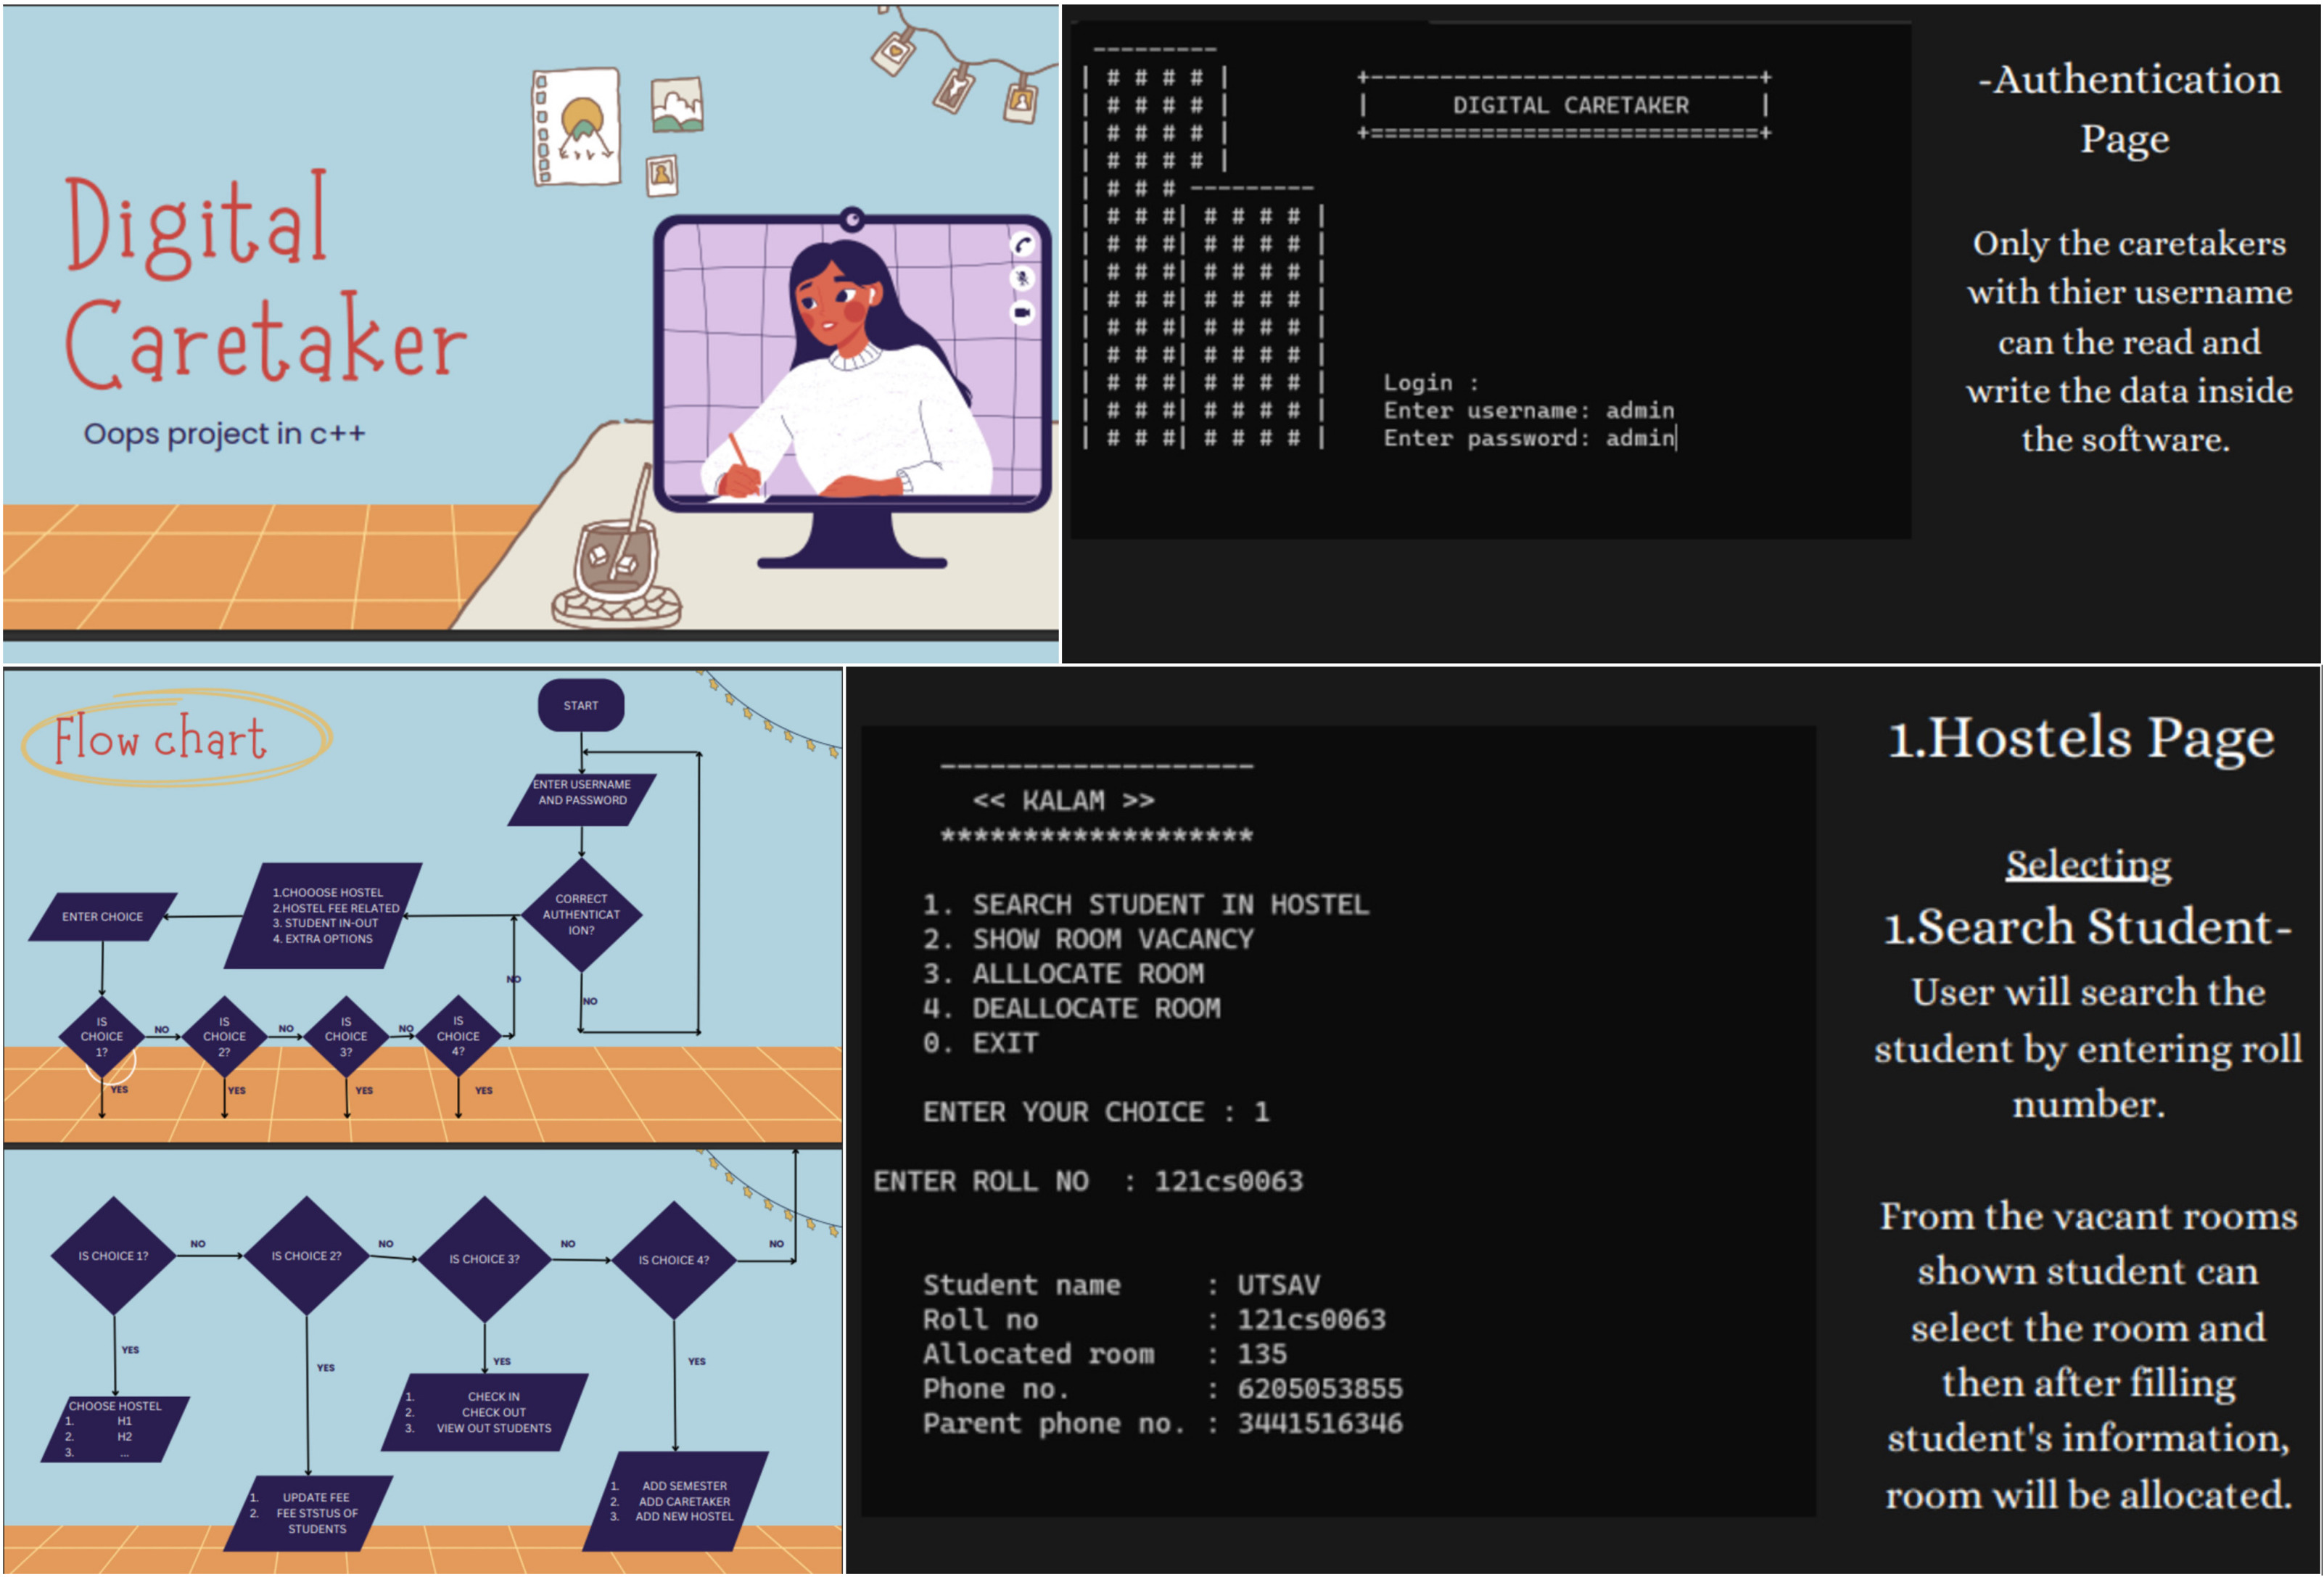 Digital
Caretaker
Oops project in c++
---------
| # # # # |
| # # # # |
| # # # # |
| # # # # |
| # # # ---------
| # # #| # # # # |
| # # #| # # # # |
| # # #| # # # # |
| # # #| # # # # |
| # # #| # # # # |
| # # #| # # # # |
| # # #| # # # # |
| # # #| # # # # |
| # # #| # # # # |
+----------------------------+
| DIGITAL CARETAKER |
+============================+
Login :
Enter username: admin
Enter password: admin
-Authentication
Page
Only the caretakers
with thier username
can the read and
write the data inside
the software.
Flow chart
START
ENTER USERNAME
AND PASSWORD
CORRECT
AUTHENTICAT
ION?
NO
1.CHOOOSE HOSTEL
2.HOSTEL FEE RELATED
3. STUDENT IN-OUT
4. EXTRA OPTIONS
ENTER CHOICE
IS
CHOICE
1?
NO
YES
IS
CHOICE
2?
NO
YES
IS
CHOICE
3?
NO
YES
IS
CHOICE
4?
NO
YES
IS CHOICE 1?
NO
IS CHOICE 2?
NO
IS CHOICE 3?
NO
IS CHOICE 4?
NO
YES
YES
YES
YES
CHOOSE HOSTEL
1. H1
2. H2
3. ...
1. UPDATE FEE
2. FEE STSTUS OF
STUDENTS
1. CHECK IN
2. CHECK OUT
3. VIEW OUT STUDENTS
1. ADD SEMESTER
2. ADD CARETAKER
3. ADD NEW HOSTEL
-------------------
<< KALAM >>
*******************
1. SEARCH STUDENT IN HOSTEL
2. SHOW ROOM VACANCY
3. ALLLOCATE ROOM
4. DEALLOCATE ROOM
0. EXIT
ENTER YOUR CHOICE : 1
ENTER ROLL NO : 121cs0063
Student name : UTSAV
Roll no : 121cs0063
Allocated room : 135
Phone no. : 6205053855
Parent phone no. : 3441516346
1.Hostels Page
Selecting
1.Search Student-
User will search the
student by entering roll
number.
From the vacant rooms
shown student can
select the room and
then after filling
student's information,
room will be allocated.